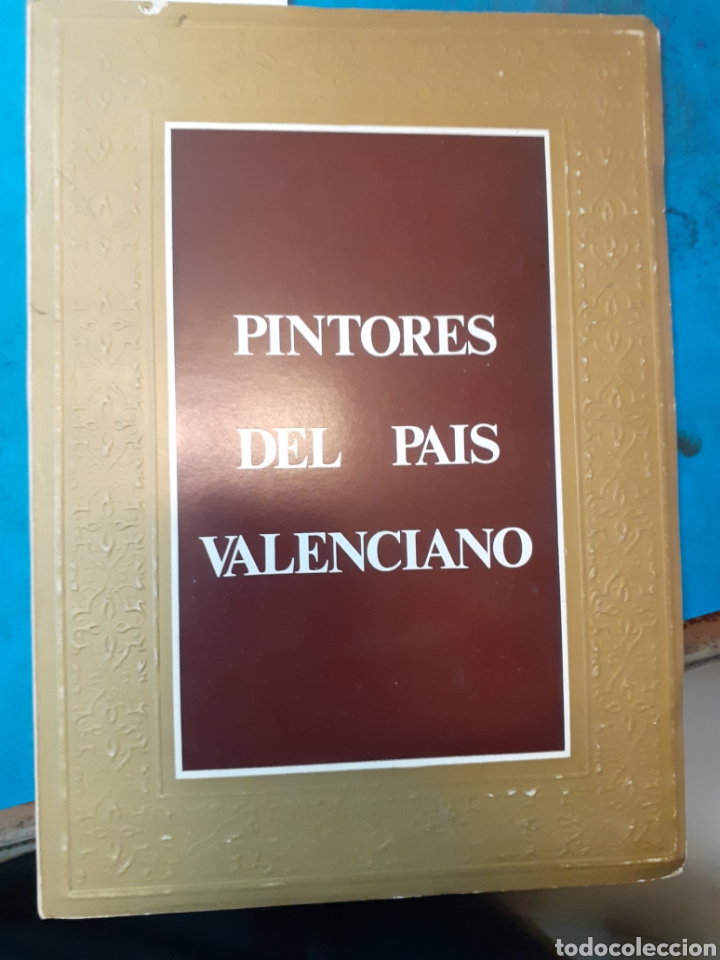 PINTORES
DEL PAIS
VALENCIANO
todocoleccion